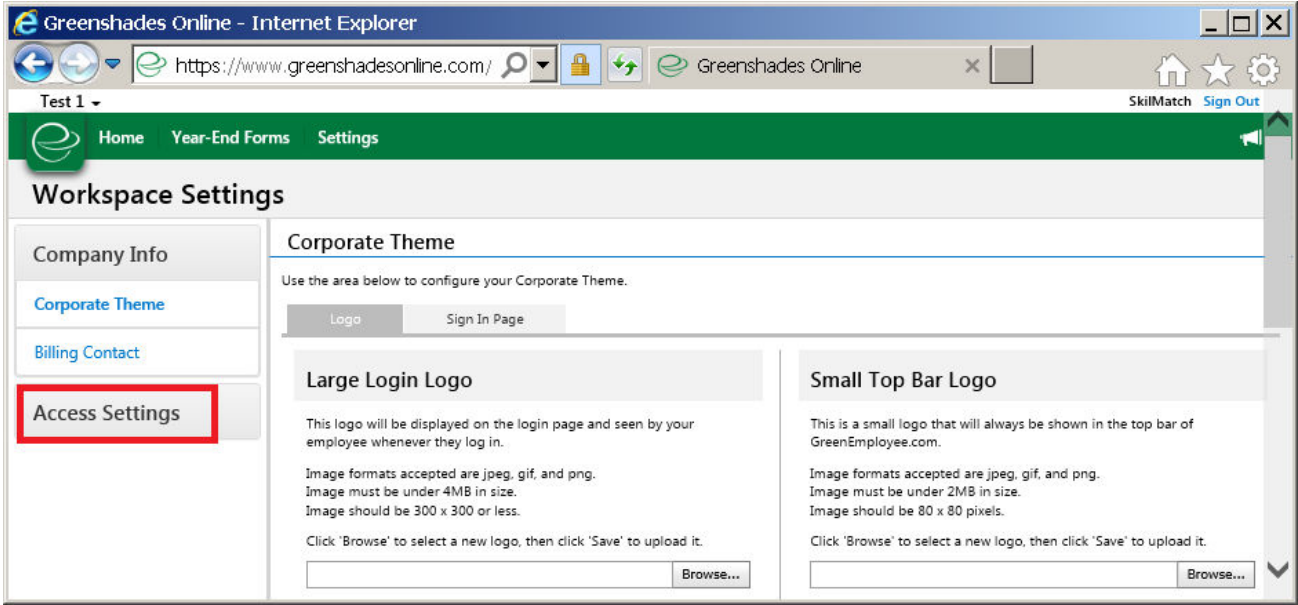 Greenshades Online - Internet Explorer
https://www.greenshadesonline.com/
Greenshades Online
Test 1
SkilMatch Sign Out
Home Year-End Forms Settings
Workspace Settings
Company Info
Corporate Theme
Billing Contact
Access Settings
Corporate Theme
Use the area below to configure your Corporate Theme.
Logo Sign In Page
Large Login Logo
This logo will be displayed on the login page and seen by your
employee whenever they log in.
Image formats accepted are jpeg, gif, and png.
Image must be under 4MB in size.
Image should be 300 x 300 or less.
Click 'Browse' to select a new logo, then click 'Save' to upload it.
Browse...
Small Top Bar Logo
This is a small logo that will always be shown in the top bar of
GreenEmployee.com.
Image formats accepted are jpeg, gif, and png.
Image must be under 2MB in size.
Image should be 80 x 80 pixels.
Click 'Browse' to select a new logo, then click 'Save' to upload it.
Browse...